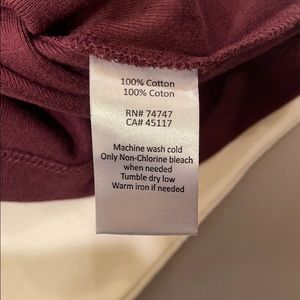 100% Cotton
100% Coton
RN# 74747
CA# 45117
Machine wash cold
Only Non-Chlorine bleach
when needed
Tumble dry low
Warm iron if needed